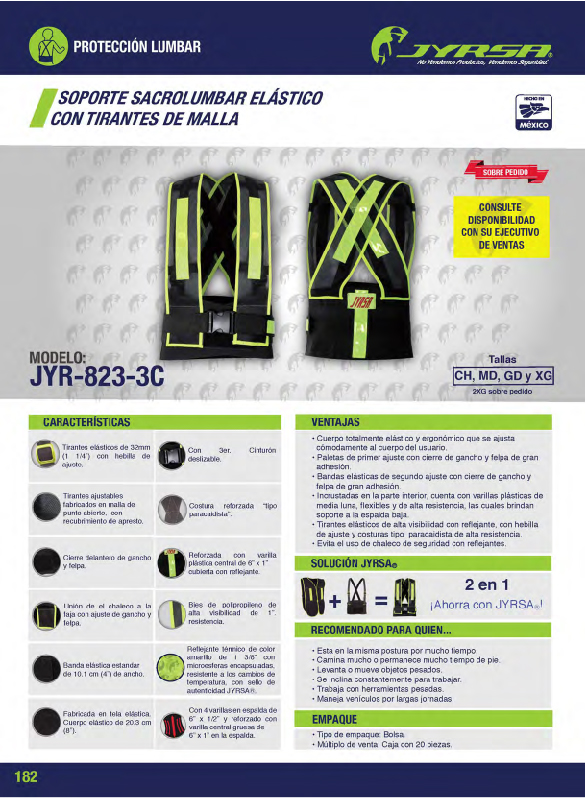 PROTECCIÓN LUMBAR
JYRSA®
No Vendemos Productos, Vendemos Seguridad.
SOPORTE SACROLUMBAR ELÁSTICO
CON TIRANTES DE MALLA
HECHO EN
MÉXICO
SOBRE PEDIDO
CONSULTE
DISPONIBILIDAD
CON SU EJECUTIVO
DE VENTAS
JYRSA
MODELO:
JYR-823-3C
Tallas
CH, MD, GD y XG
2XG sobre pedido
CARACTERÍSTICAS
Tirantes elásticos de 32mm
(1 1/4") con hebilla de
ajuste.
Con 3er. Cinturón
deslizable.
Tirantes ajustables
fabricados en malla de
punto abierto, con
recubrimiento de apresto.
Costura reforzada "tipo
paracaidista".
Cierre delantero de gancho
y felpa.
Reforzada con varilla
plástica central de 6" x 1"
cubierta con reflejante.
Unión de el chaleco a la
faja con ajuste de gancho y
felpa.
Bies de polipropileno de
alta visibilidad de 1".
resistencia.
Banda elástica estandar
de 10.1 cm (4") de ancho.
Reflejante térmico de color
amarillo de 1 3/8" con
microesferas encapsuladas,
resistente a los cambios de
temperatura, con sello de
autenticidad JYRSA®.
Fabricada en tela elástica.
Cuerpo elástico de 20.3 cm
(8").
Con 4 varillas en espalda de
6" x 1/2" y reforzado con
varilla central gruesa de
6" x 1" en la espalda.
VENTAJAS
• Cuerpo totalmente elástico y ergonómico que se ajusta
cómodamente al cuerpo del usuario.
• Paletas de primer ajuste con cierre de gancho y felpa de gran
adhesión.
• Bandas elásticas de segundo ajuste con cierre de gancho y
felpa de gran adhesión.
• Incrustadas en la parte interior, cuenta con varillas plásticas de
media luna, flexibles y de alta resistencia, las cuales brindan
soporte a la espalda baja.
• Tirantes elásticos de alta visibilidad con reflejante, con hebilla
de ajuste y costuras tipo paracaidista de alta resistencia.
• Evita el uso de chaleco de seguridad con reflejantes.
SOLUCIÓN JYRSA®
+ =
2 en 1
¡Ahorra con JYRSA®!
RECOMENDADO PARA QUIEN...
• Esta en la misma postura por mucho tiempo
• Camina mucho o permanece mucho tiempo de pie.
• Levanta o mueve objetos pesados.
• Se inclina constantemente para trabajar.
• Trabaja con herramientas pesadas.
• Maneja vehículos por largas jornadas
EMPAQUE
• Tipo de empaque: Bolsa.
• Múltiplo de venta: Caja con 20 piezas.
182